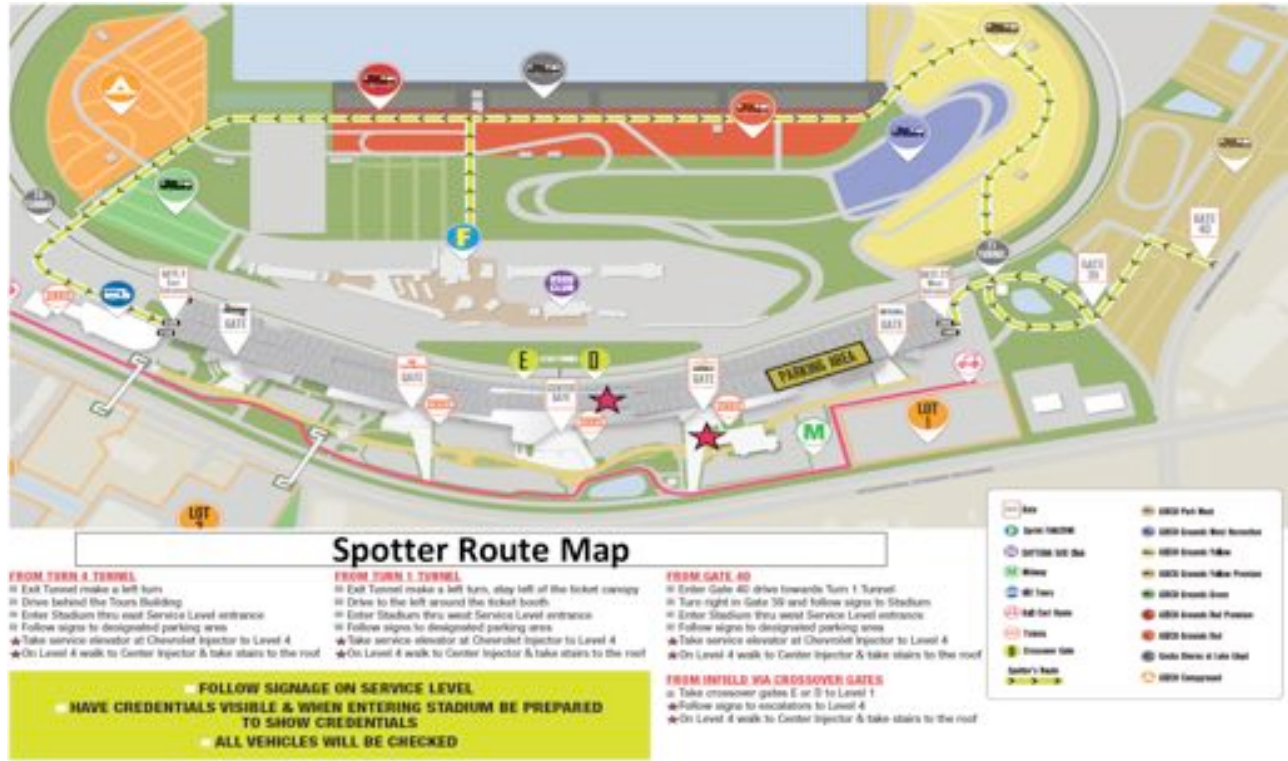 F
GATE
GATE
GATE
GATE
GATE 39
GATE 40
E
D
PARKING AREA
M
LOT
LOT
Spotter Route Map
FROM TURN 4 TUNNEL
Exit Tunnel make a left turn
Drive behind the Tours Building
Enter Stadium thru east Service Level entrance
Follow signs to designated parking area
Take service elevator at Chevrolet Injector to Level 4
On Level 4 walk to Center Injector & take stairs to the roof
FROM TURN 1 TUNNEL
Exit Tunnel make a left turn, stay left of the ticket canopy
Drive to the left around the ticket booth
Enter Stadium thru west Service Level entrance
Follow signs to designated parking area
Take service elevator at Chevrolet Injector to Level 4
On Level 4 walk to Center Injector & take stairs to the roof
FROM GATE 40
Enter Gate 40 drive towards Turn 1 Tunnel
Turn right in Gate 39 and follow signs to Stadium
Enter Stadium thru west Service Level entrance
Follow signs to designated parking area
Take service elevator at Chevrolet Injector to Level 4
On Level 4 walk to Center Injector & take stairs to the roof
FROM INFIELD VIA CROSSOVER GATES
Take crossover gates E or D to Level 1
Follow signs to escalators to Level 4
On Level 4 walk to Center Injector & take stairs to the roof
FOLLOW SIGNAGE ON SERVICE LEVEL
HAVE CREDENTIALS VISIBLE & WHEN ENTERING STADIUM BE PREPARED
TO SHOW CREDENTIALS
ALL VEHICLES WILL BE CHECKED
Gate
Midway
Tours
Crossover Gate
Spotter's Route